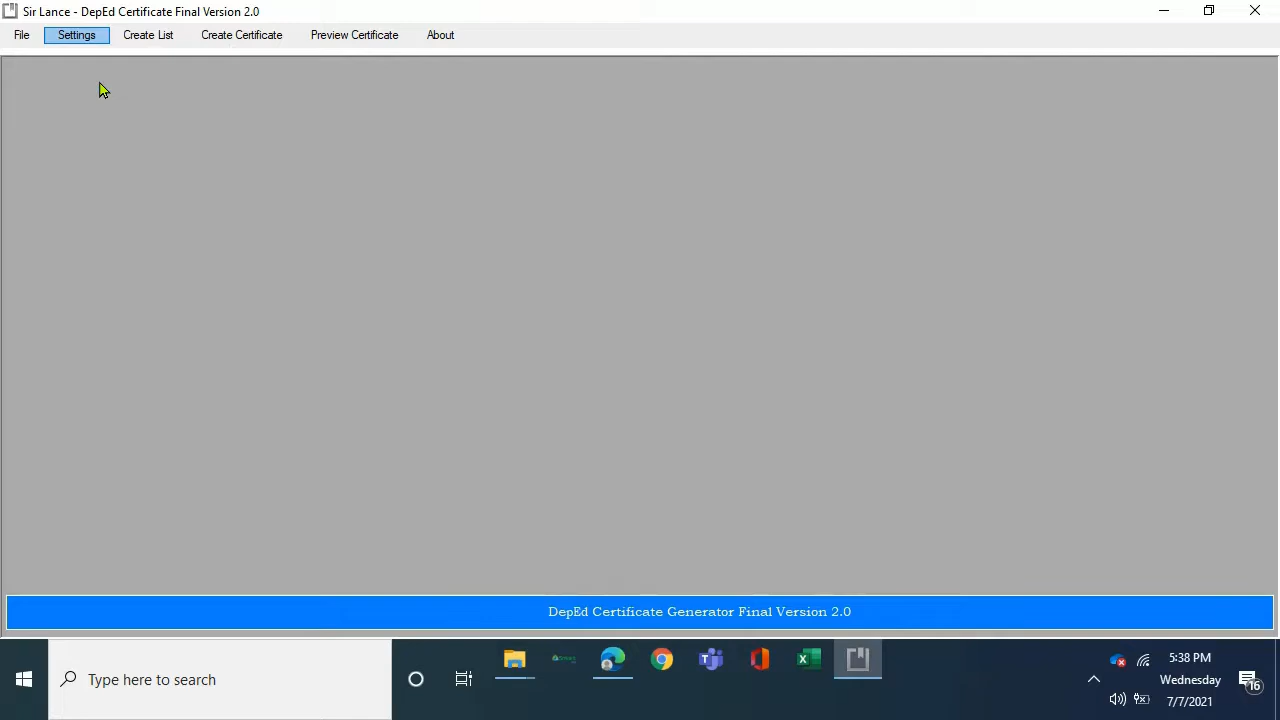 Sir Lance - DepEd Certificate Final Version 2.0
File Settings Create List Create Certificate Preview Certificate About
DepEd Certificate Generator Final Version 2.0
Type here to search
5:38 PM
Wednesday
7/7/2021
16